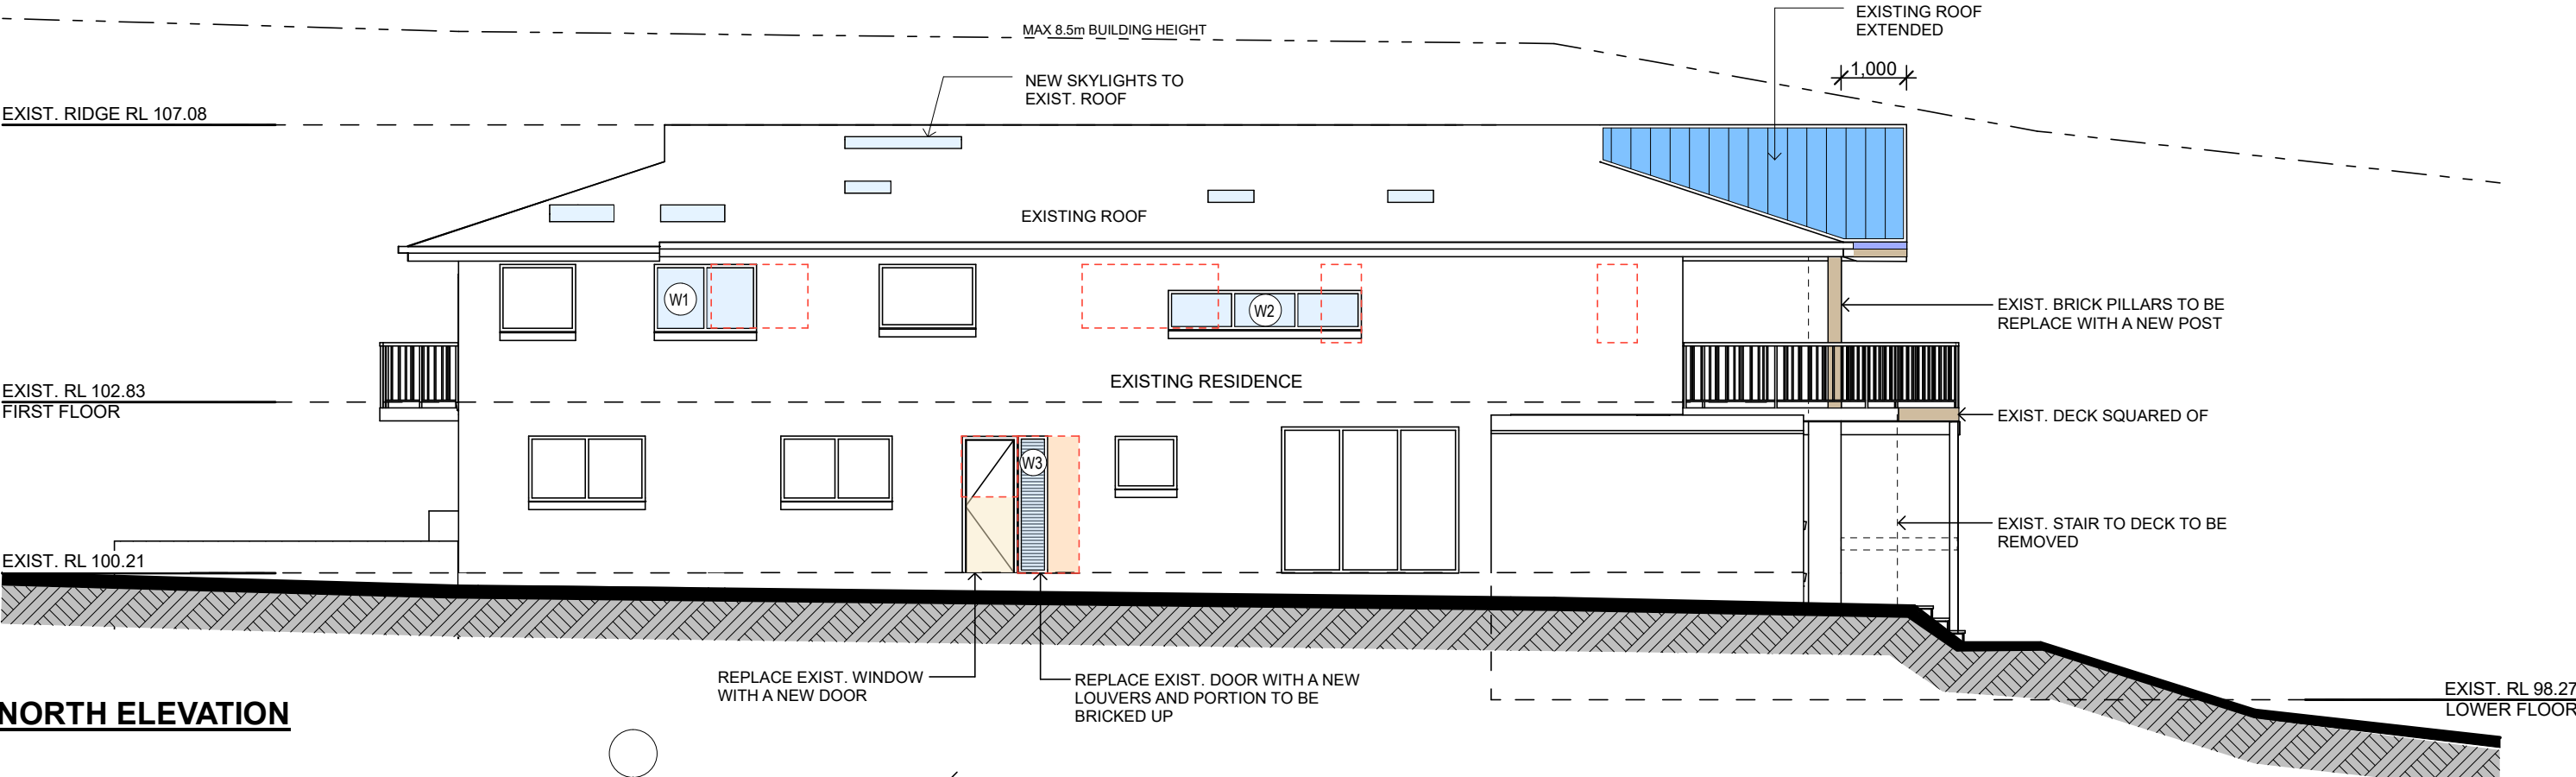 MAX 8.5m BUILDING HEIGHT
EXISTING ROOF
EXTENDED
1,000
NEW SKYLIGHTS TO
EXIST. ROOF
EXIST. RIDGE RL 107.08
EXISTING ROOF
W1
W2
EXIST. BRICK PILLARS TO BE
REPLACE WITH A NEW POST
EXISTING RESIDENCE
EXIST. RL 102.83
FIRST FLOOR
EXIST. DECK SQUARED OF
W3
EXIST. STAIR TO DECK TO BE
REMOVED
EXIST. RL 100.21
REPLACE EXIST. WINDOW
WITH A NEW DOOR
REPLACE EXIST. DOOR WITH A NEW
LOUVERS AND PORTION TO BE
BRICKED UP
EXIST. RL 98.27
LOWER FLOOR
NORTH ELEVATION